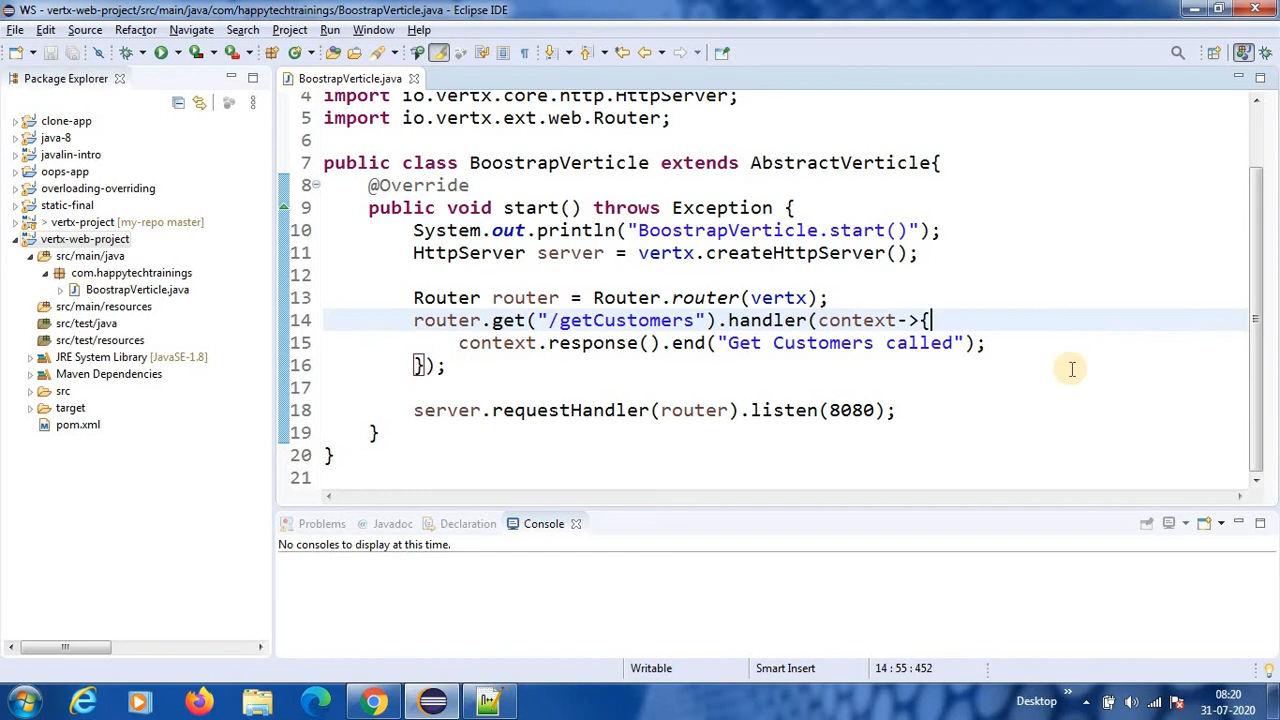 WS - vertx-web-project/src/main/java/com/happytechtrainings/BoostrapVerticle.java - Eclipse IDE
File Edit Source Refactor Navigate Search Project Run Window Help
Package Explorer
clone-app
java-8
javalin-intro
oops-app
overloading-overriding
static-final
> vertx-project [my-repo master]
vertx-web-project
src/main/java
com.happytechtrainings
BoostrapVerticle.java
src/main/resources
src/test/java
src/test/resources
JRE System Library [JavaSE-1.8]
Maven Dependencies
src
target
pom.xml
BoostrapVerticle.java
4 import io.vertx.core.http.HttpServer;
5 import io.vertx.ext.web.Router;
6
7 public class BoostrapVerticle extends AbstractVerticle{
8 @Override
9 public void start() throws Exception {
10 System.out.println("BoostrapVerticle.start()");
11 HttpServer server = vertx.createHttpServer();
12
13 Router router = Router.router(vertx);
14 router.get("/getCustomers").handler(context->{
15 context.response().end("Get Customers called");
16 });
17
18 server.requestHandler(router).listen(8080);
19 }
20 }
21
Problems Javadoc Declaration Console
No consoles to display at this time.
Writable Smart Insert 14 : 55 : 452
Desktop
08:20
31-07-2020